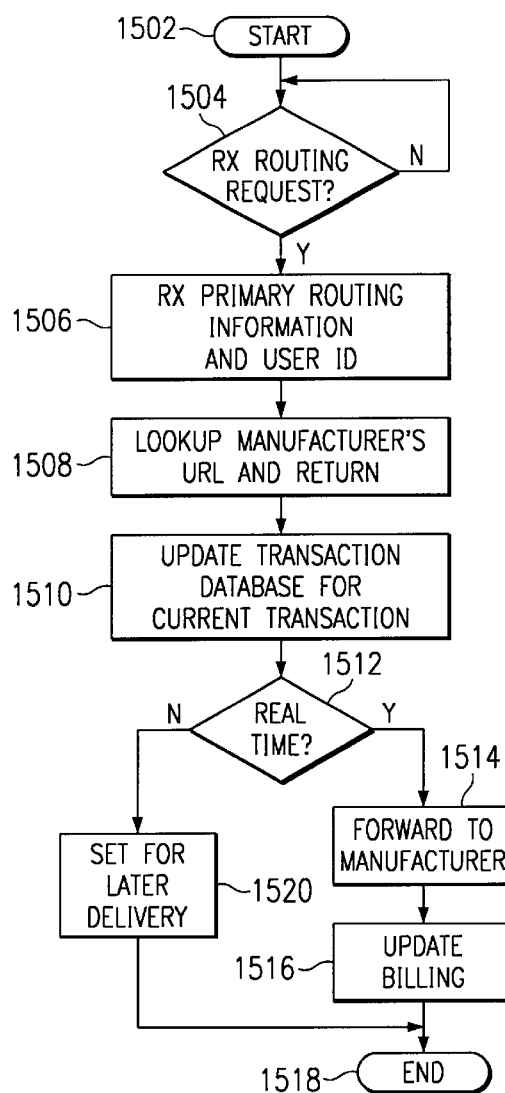 1502
START
1504
RX ROUTING
REQUEST?
N
Y
1506
RX PRIMARY ROUTING
INFORMATION
AND USER ID
1508
LOOKUP MANUFACTURER'S
URL AND RETURN
1510
UPDATE TRANSACTION
DATABASE FOR
CURRENT TRANSACTION
1512
N
REAL
TIME?
Y
1514
FORWARD TO
MANUFACTURER
SET FOR
LATER
DELIVERY
1520
1516
UPDATE
BILLING
1518
END